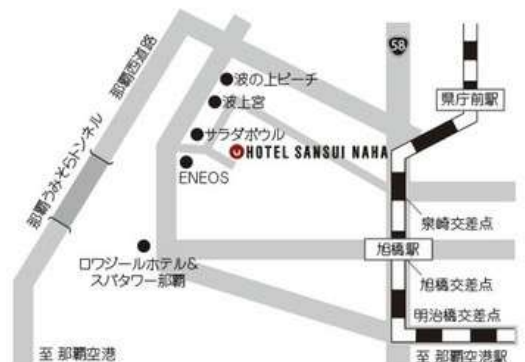 58
那覇西道路
波の上ビーチ
波上宮
県庁前駅
サラダボウル
HOTEL SANSUI NAHA
ENEOS
那覇うみそらトンネル
泉崎交差点
旭橋駅
ロワジールホテル&
スパタワー那覇
旭橋交差点
明治橋交差点
至 那覇空港
至 那覇空港駅